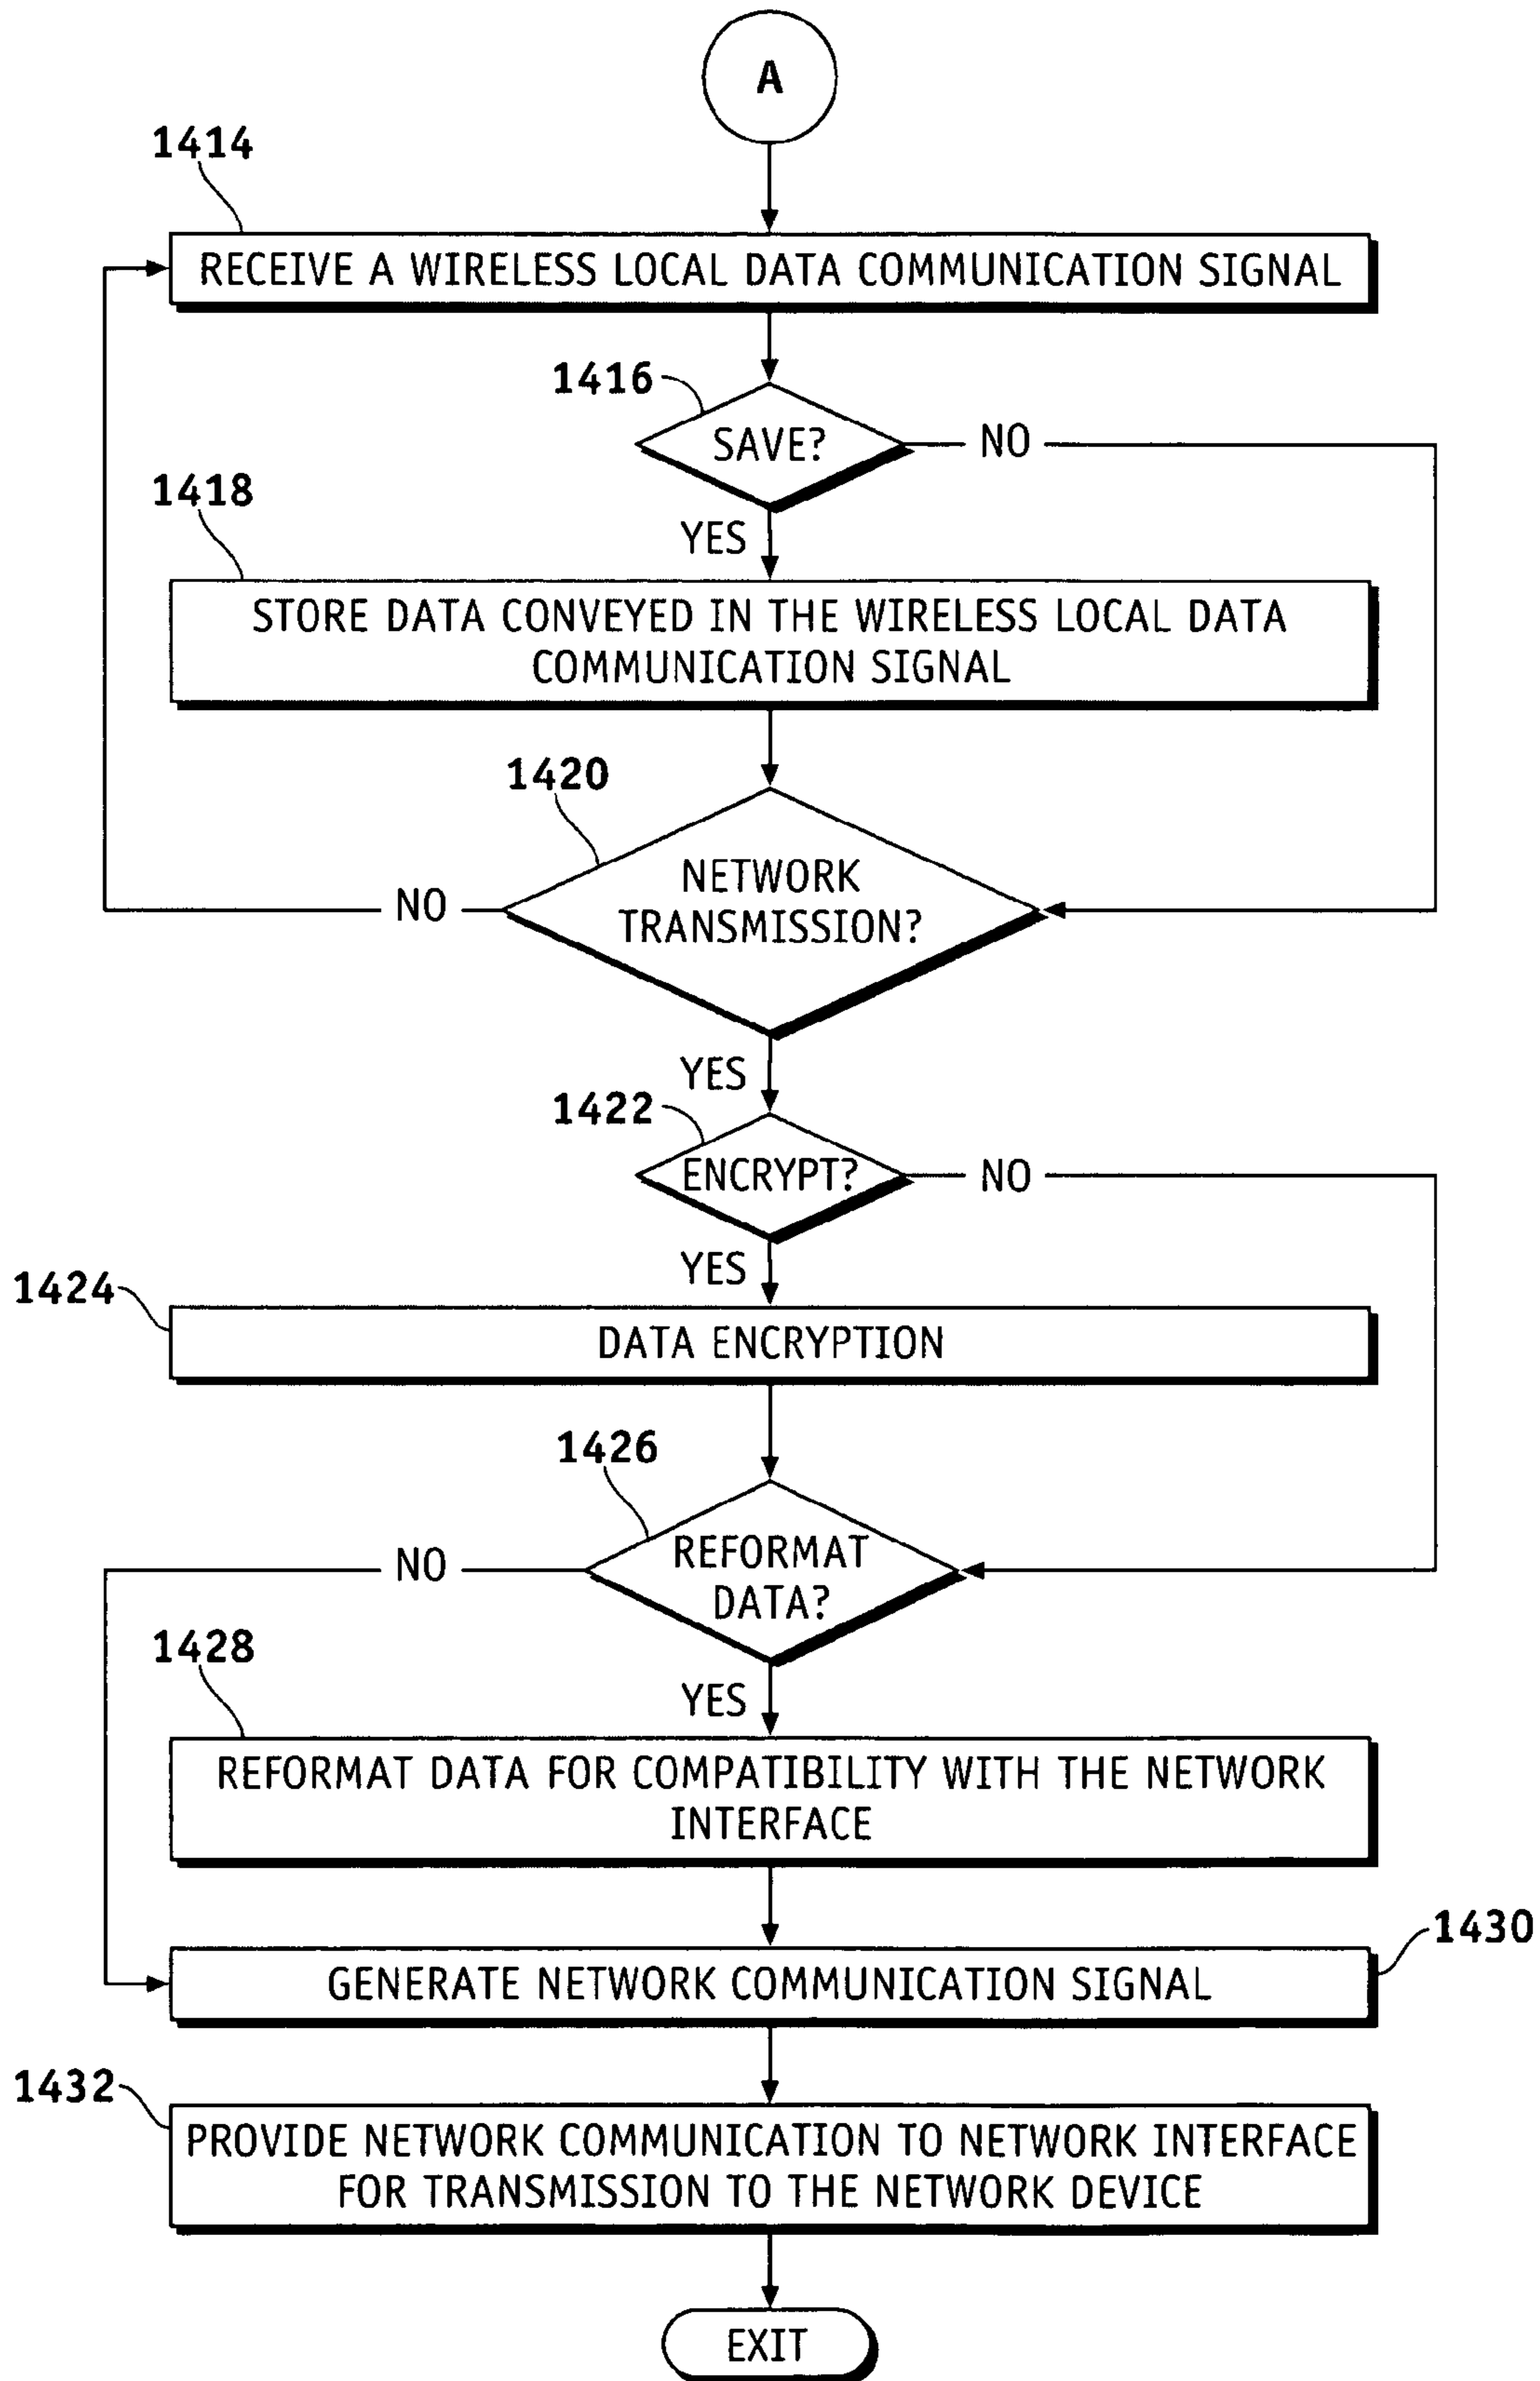 A
1414
RECEIVE A WIRELESS LOCAL DATA COMMUNICATION SIGNAL
1416
SAVE?
NO
1418
YES
STORE DATA CONVEYED IN THE WIRELESS LOCAL DATA
COMMUNICATION SIGNAL
1420
NETWORK
TRANSMISSION?
NO
YES
1422
ENCRYPT?
NO
YES
1424
DATA ENCRYPTION
1426
REFORMAT
DATA?
NO
1428
YES
REFORMAT DATA FOR COMPATIBILITY WITH THE NETWORK
INTERFACE
1430
GENERATE NETWORK COMMUNICATION SIGNAL
1432
PROVIDE NETWORK COMMUNICATION TO NETWORK INTERFACE
FOR TRANSMISSION TO THE NETWORK DEVICE
EXIT